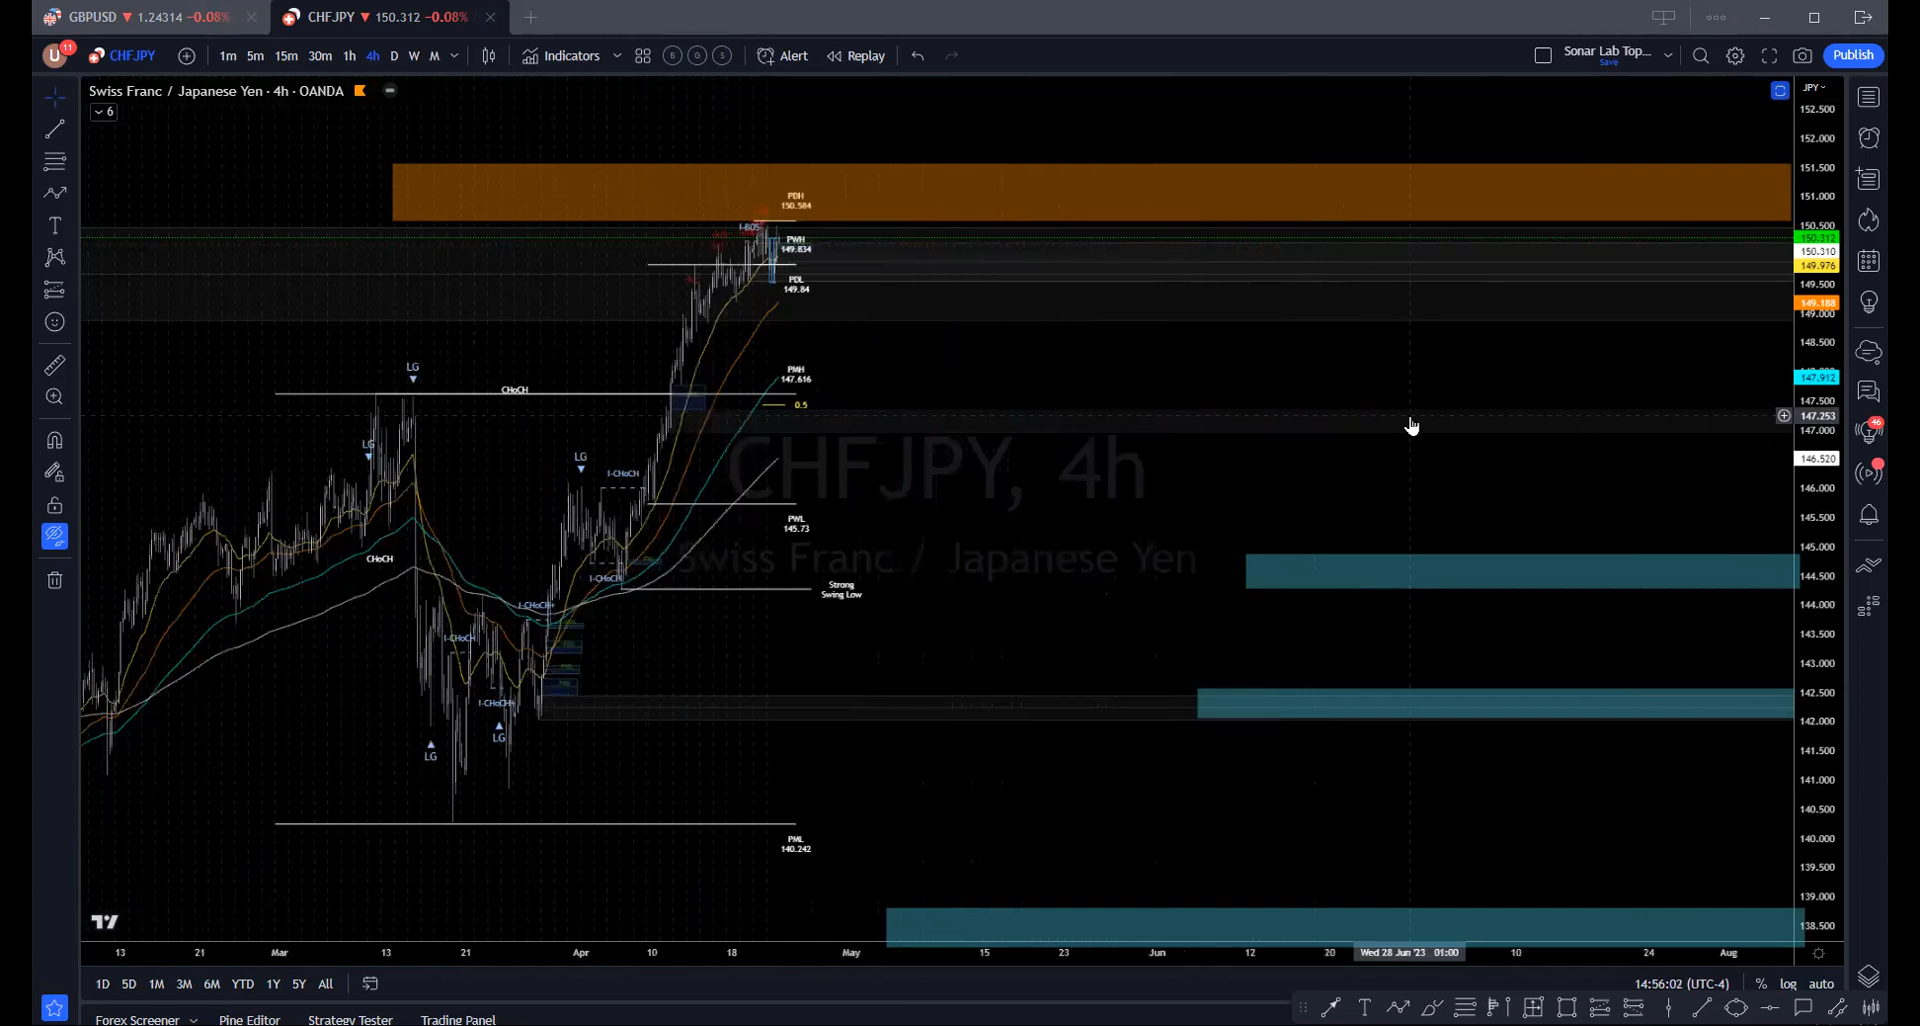 GBPUSD ▼ 1.24314 −0.08%
CHFJPY ▼ 150.312 −0.08%
U 11 CHFJPY 1m 5m 15m 30m 1h 4h D W M Indicators B G S Alert Replay Sonar Lab Top... Save Publish
Swiss Franc / Japanese Yen · 4h · OANDA
6
JPY
152.500
152.000
151.500
151.000
150.500
150.312
150.310
149.976
149.500
149.188
149.000
148.500
147.912
147.500
147.253
147.000
146.520
146.000
145.500
145.000
144.500
144.000
143.500
143.000
142.500
142.000
141.500
141.000
140.500
140.000
139.000
138.500
46
PDH
150.584
I-BOS
PWH
149.834
PDL
149.84
LG
CHoCH
PMH
147.616
0.5
LG
LG
I-CHoCH
CHFJPY, 4h
PWL
145.73
CHoCH
Swiss Franc / Japanese Yen
I-CHoCH
Strong
Swing Low
I-CHoCH+
I-CHoCH
I-CHoCH+
LG
LG
PML
140.242
13 21 Mar 13 21 Apr 10 18 May 15 23 Jun 12 20 Wed 28 Jun '23 01:00 10 24 Aug
1D 5D 1M 3M 6M YTD 1Y 5Y All 14:56:02 (UTC-4) % log auto
Forex Screener Pine Editor Strategy Tester Trading Panel